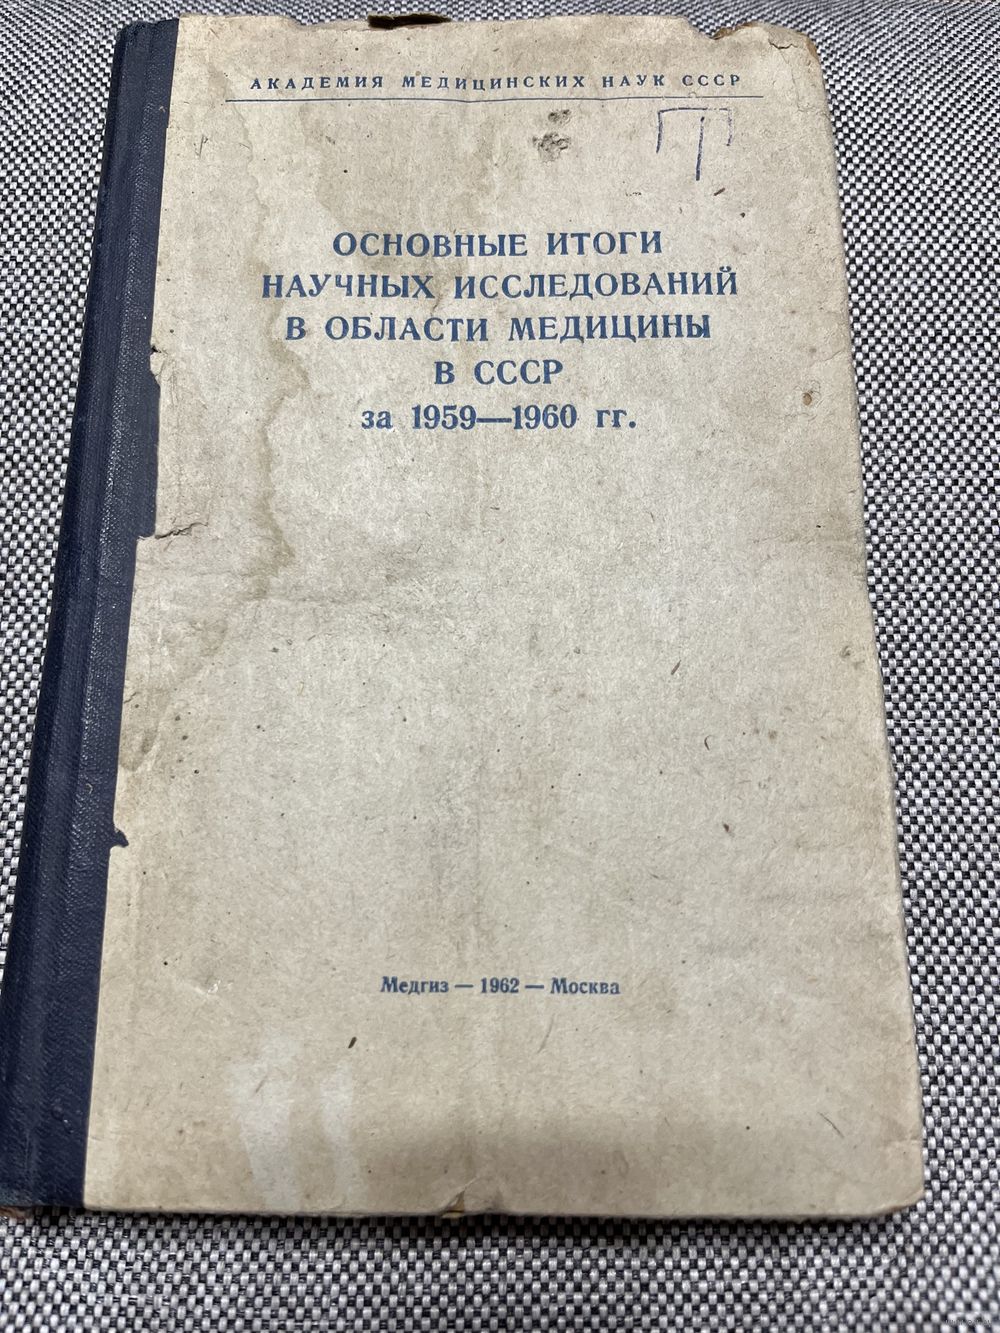 АКАДЕМИЯ МЕДИЦИНСКИХ НАУК СССР
ОСНОВНЫЕ ИТОГИ
НАУЧНЫХ ИССЛЕДОВАНИЙ
В ОБЛАСТИ МЕДИЦИНЫ
В СССР
за 1959—1960 гг.
Медгиз — 1962 — Москва